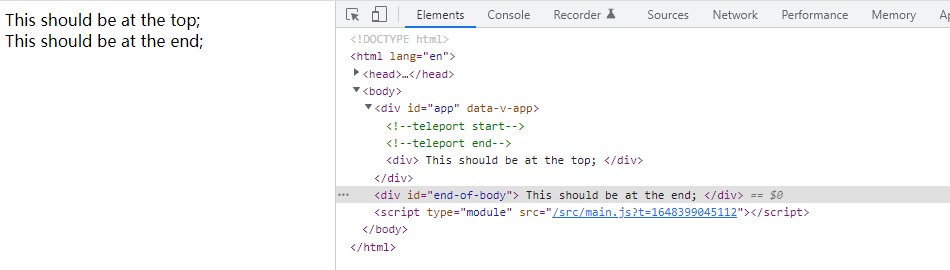 This should be at the top;
This should be at the end;
Elements Console Recorder Sources Network Performance Memory Ap
<!DOCTYPE html>
<html lang="en">
<head>…</head>
<body>
<div id="app" data-v-app>
<!--teleport start-->
<!--teleport end-->
<div> This should be at the top; </div>
</div>
<div id="end-of-body"> This should be at the end; </div> == $0
<script type="module" src="/src/main.js?t=1648399045112"></script>
</body>
</html>